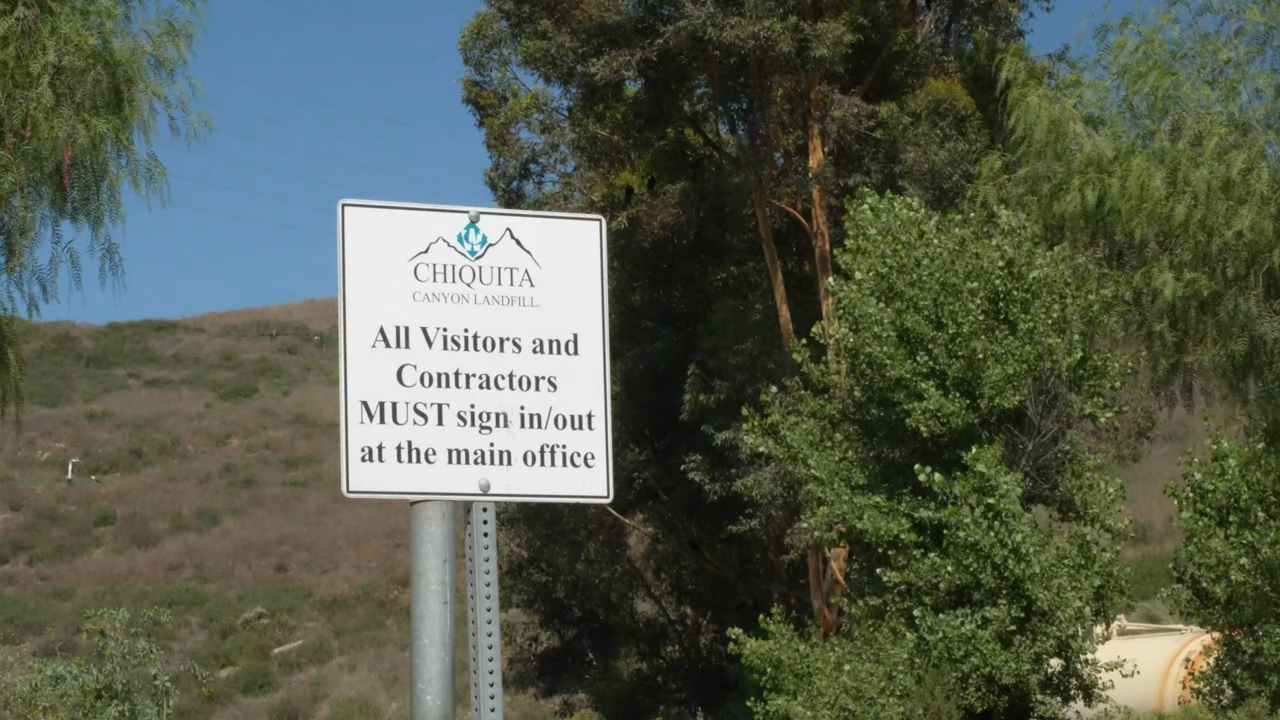 CHIQUITA
CANYON LANDFILL.
All Visitors and
Contractors
MUST sign in/out
at the main office